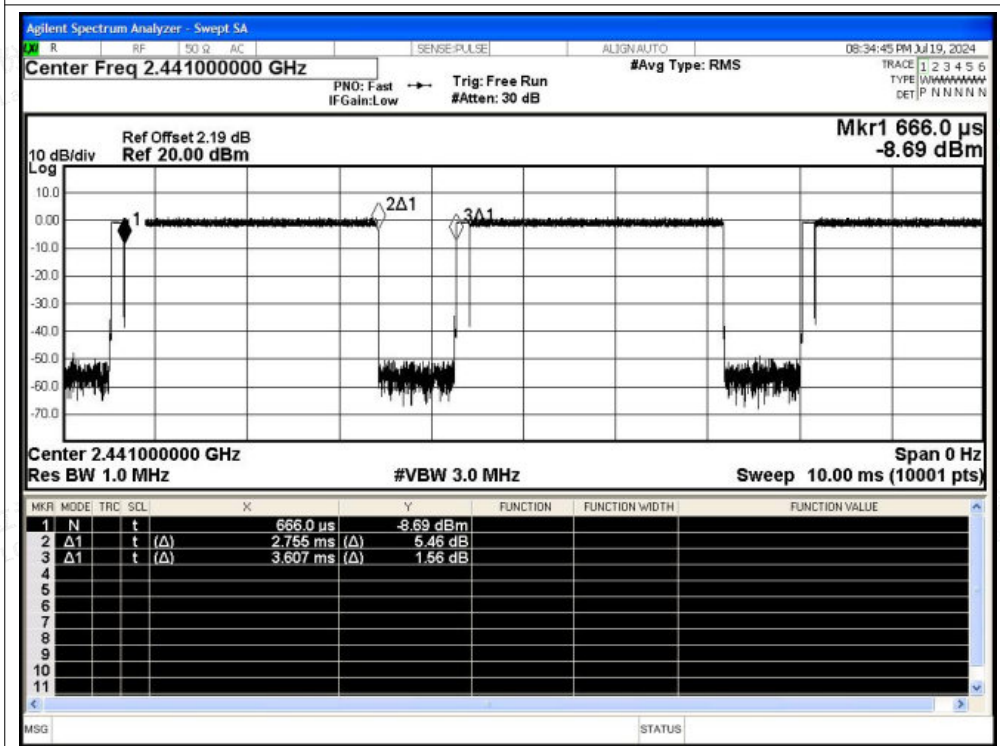 Agilent Spectrum Analyzer - Swept SA
LXI R RF 50 Ω AC SENSE:PULSE ALIGN AUTO 08:34:45 PM Jul 19, 2024
Center Freq 2.441000000 GHz
PNO: Fast
IFGain:Low
Trig: Free Run
#Atten: 30 dB
#Avg Type: RMS
TRACE 1 2 3 4 5 6
TYPE WWWWWW
DET P N N N N N
Mkr1 666.0 µs
-8.69 dBm
Ref Offset 2.19 dB
10 dB/div Ref 20.00 dBm
Log
10.0
0.00
-10.0
-20.0
-30.0
-40.0
-50.0
-60.0
-70.0
1
2Δ1
3Δ1
Center 2.441000000 GHz Span 0 Hz
Res BW 1.0 MHz #VBW 3.0 MHz Sweep 10.00 ms (10001 pts)
MKR MODE TRC SCL X Y FUNCTION FUNCTION WIDTH FUNCTION VALUE
1 N t 666.0 µs -8.69 dBm
2 Δ1 t (Δ) 2.755 ms (Δ) 5.46 dB
3 Δ1 t (Δ) 3.607 ms (Δ) 1.56 dB
4
5
6
7
8
9
10
11
MSG STATUS